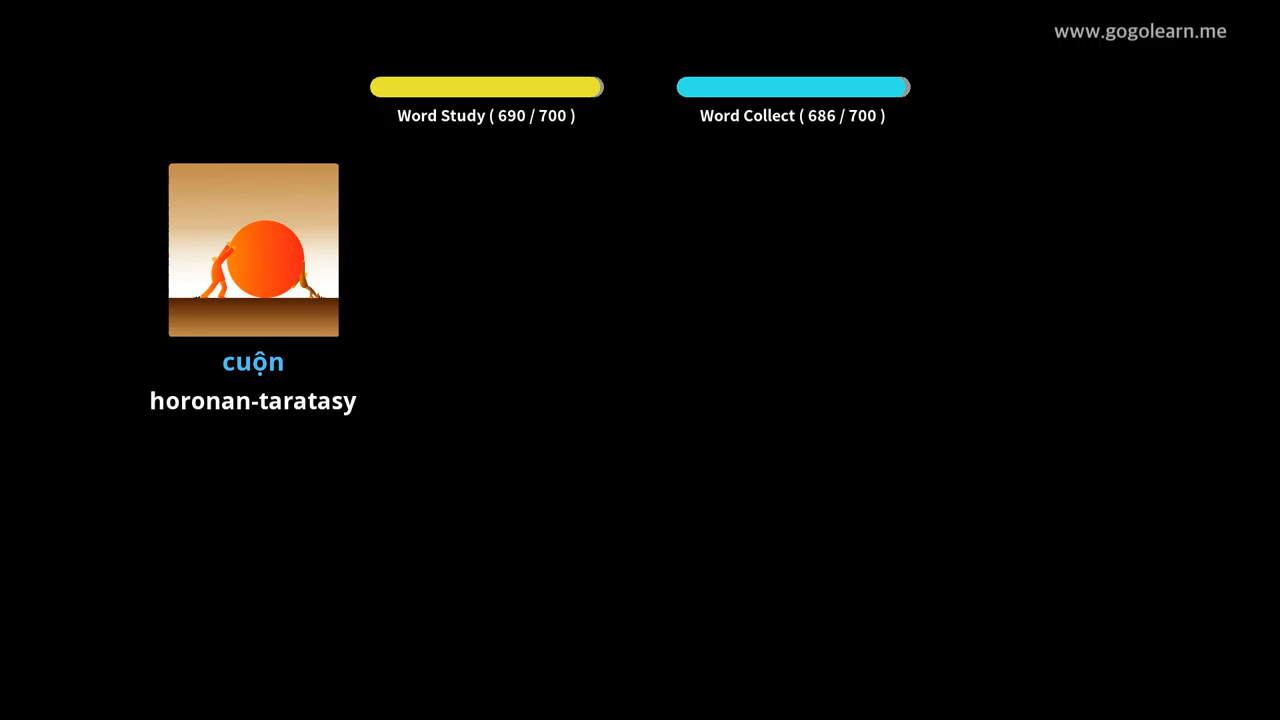 www.gogolearn.me
Word Study ( 690 / 700 )
Word Collect ( 686 / 700 )
cuộn
horonan-taratasy